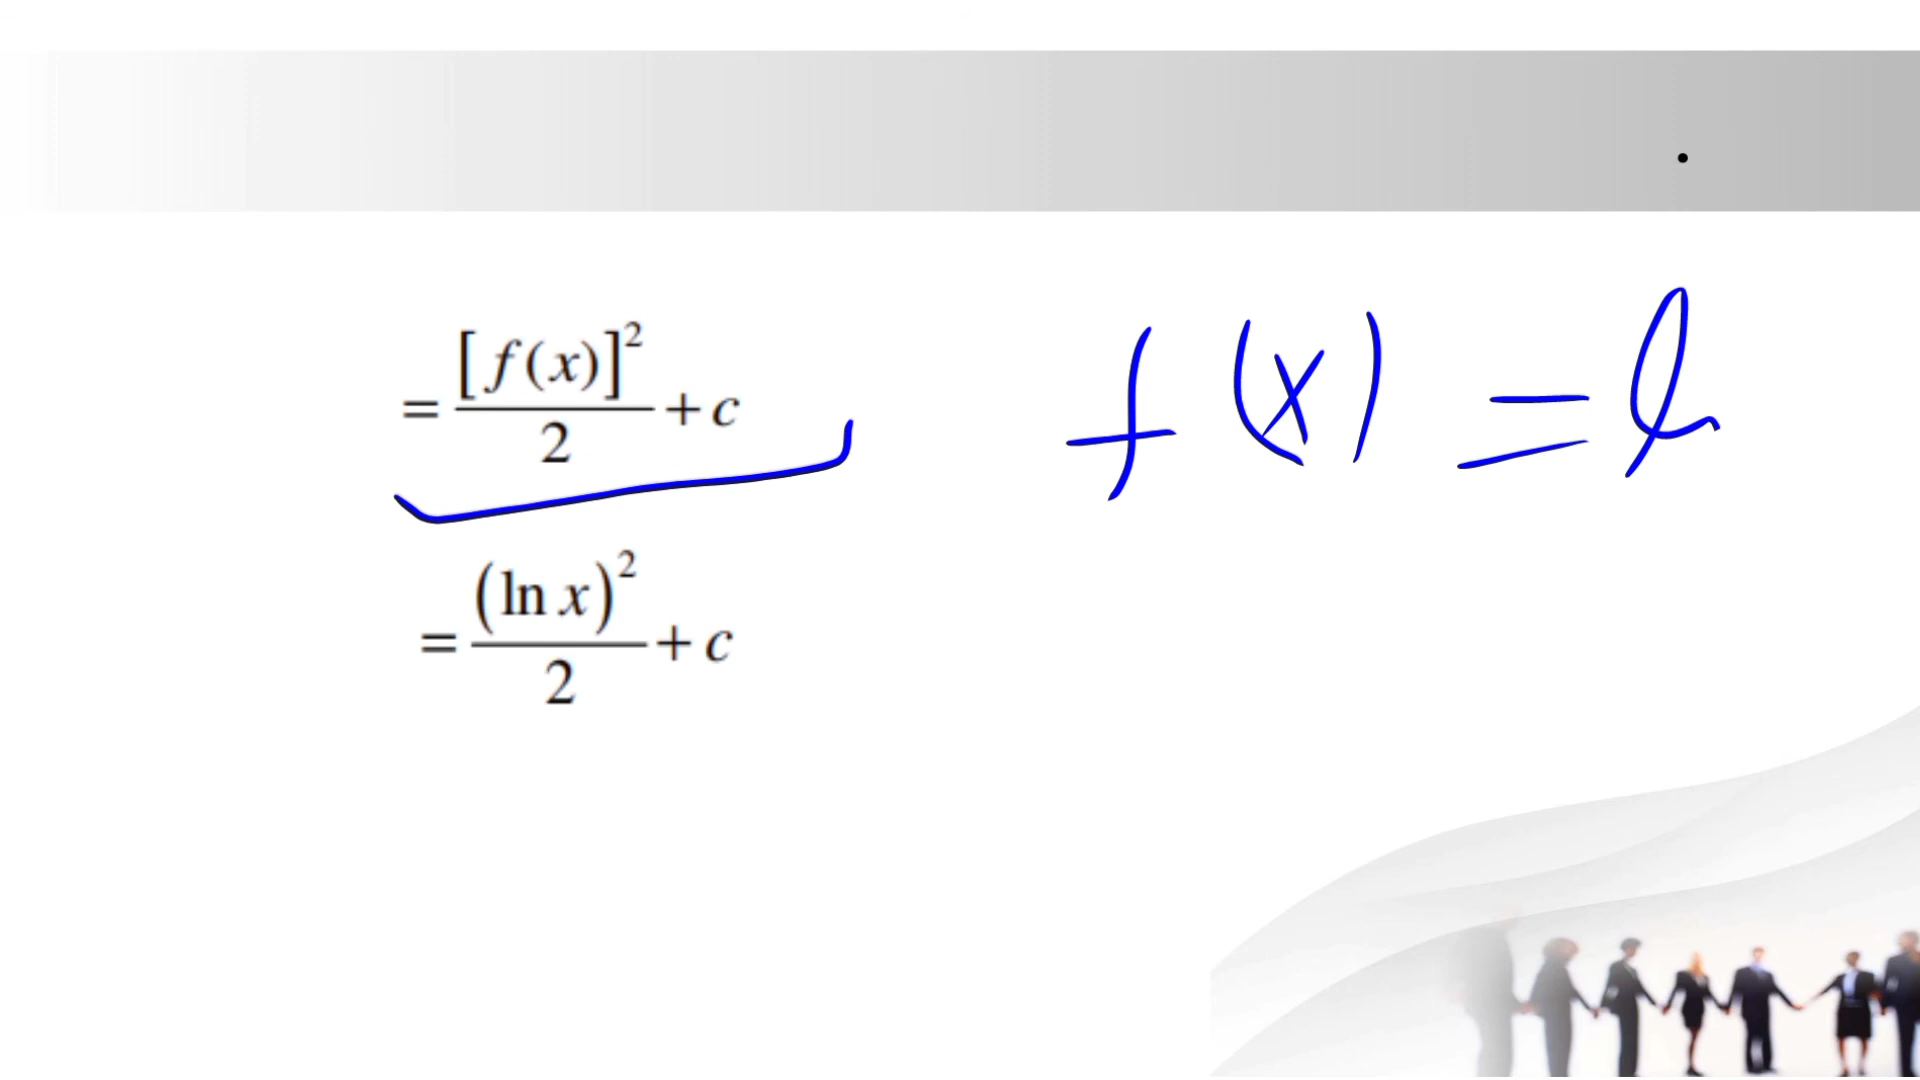 = [f(x)]²/2 + c
f(x) = l
= (ln x)²/2 + c